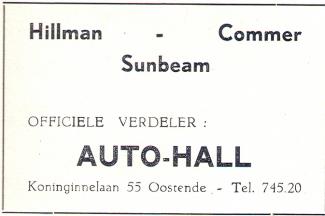 Hillman - Commer
Sunbeam
OFFICIELE VERDELER :
AUTO-HALL
Koninginnelaan 55 Oostende - Tel. 745.20